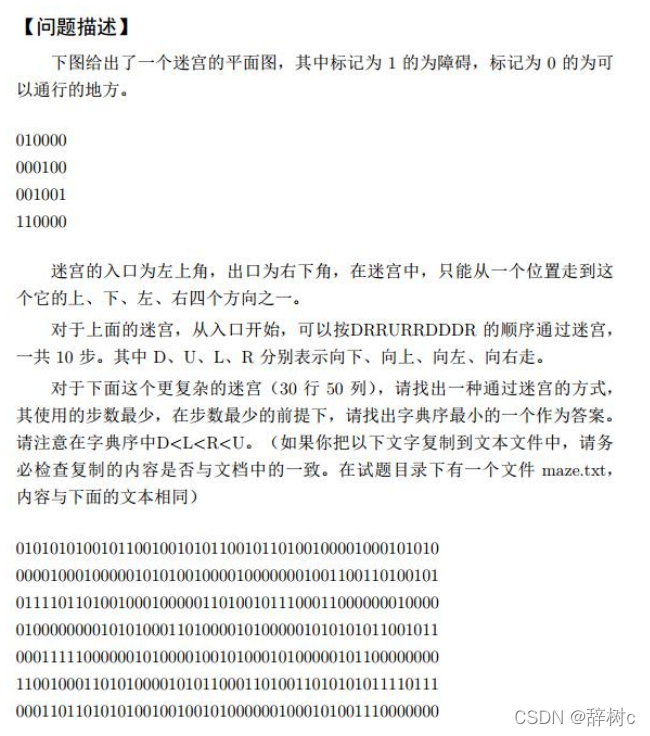 【问题描述】
下图给出了一个迷宫的平面图，其中标记为 1 的为障碍，标记为 0 的为可
以通行的地方。
010000
000100
001001
110000
迷宫的入口为左上角，出口为右下角，在迷宫中，只能从一个位置走到这
个它的上、下、左、右四个方向之一。
对于上面的迷宫，从入口开始，可以按DRRURRDDDR 的顺序通过迷宫，
一共 10 步。其中 D、U、L、R 分别表示向下、向上、向左、向右走。
对于下面这个更复杂的迷宫（30 行 50 列），请找出一种通过迷宫的方式，
其使用的步数最少，在步数最少的前提下，请找出字典序最小的一个作为答案。
请注意在字典序中D<L<R<U。（如果你把以下文字复制到文本文件中，请务
必检查复制的内容是否与文档中的一致。在试题目录下有一个文件 maze.txt，
内容与下面的文本相同）
01010101001011001001010110010110100100001000101010
00001000100000101010010000100000001001100110100101
01111011010010001000001101001011100011000000010000
01000000001010100011010000101000001010101011001011
00011111000000101000010010100010100000101100000000
11001000110101000010101100011010011010101011110111
00011011010101001001001010000001000101001110000000
CSDN @辞树c